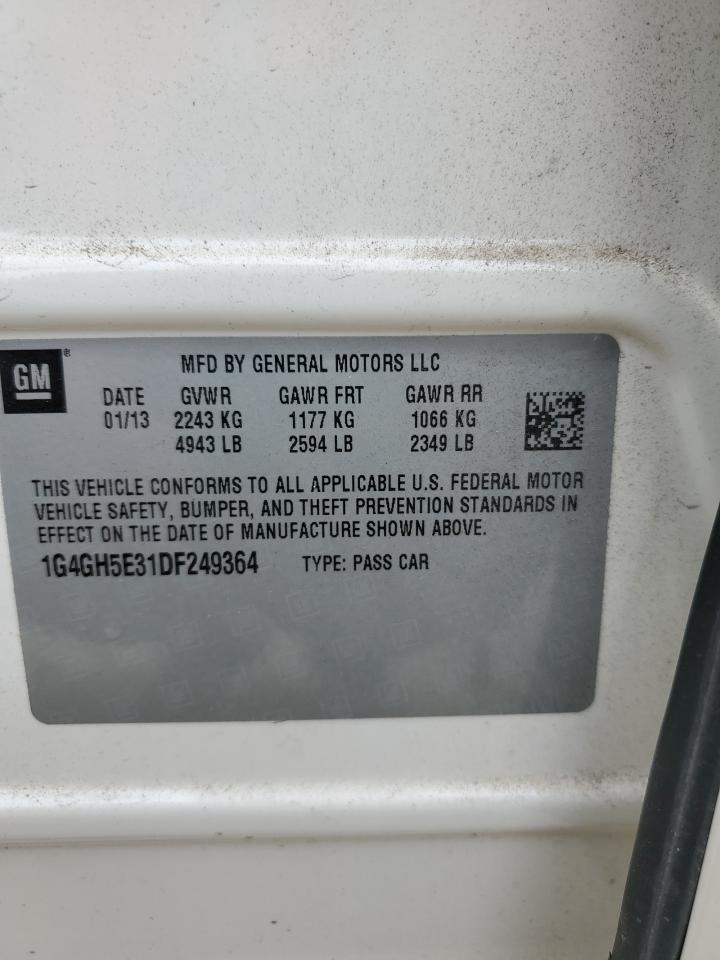 GM®
MFD BY GENERAL MOTORS LLC
DATE GVWR GAWR FRT GAWR RR
01/13 2243 KG 1177 KG 1066 KG
4943 LB 2594 LB 2349 LB
THIS VEHICLE CONFORMS TO ALL APPLICABLE U.S. FEDERAL MOTOR
VEHICLE SAFETY, BUMPER, AND THEFT PREVENTION STANDARDS IN
EFFECT ON THE DATE OF MANUFACTURE SHOWN ABOVE.
1G4GH5E31DF249364 TYPE: PASS CAR